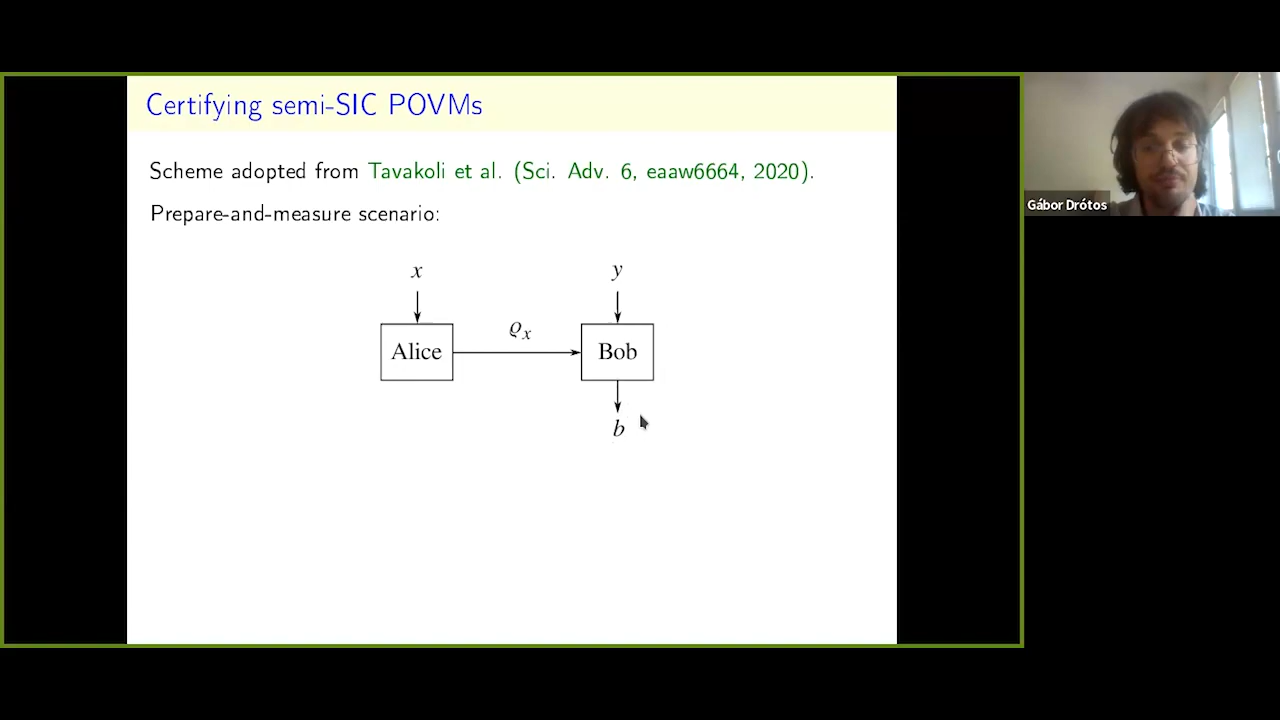 Certifying semi-SIC POVMs
Scheme adopted from Tavakoli et al. (Sci. Adv. 6, eaaw6664, 2020).
Prepare-and-measure scenario:
x
y
ϱx
Alice
Bob
b
Gábor Drótos